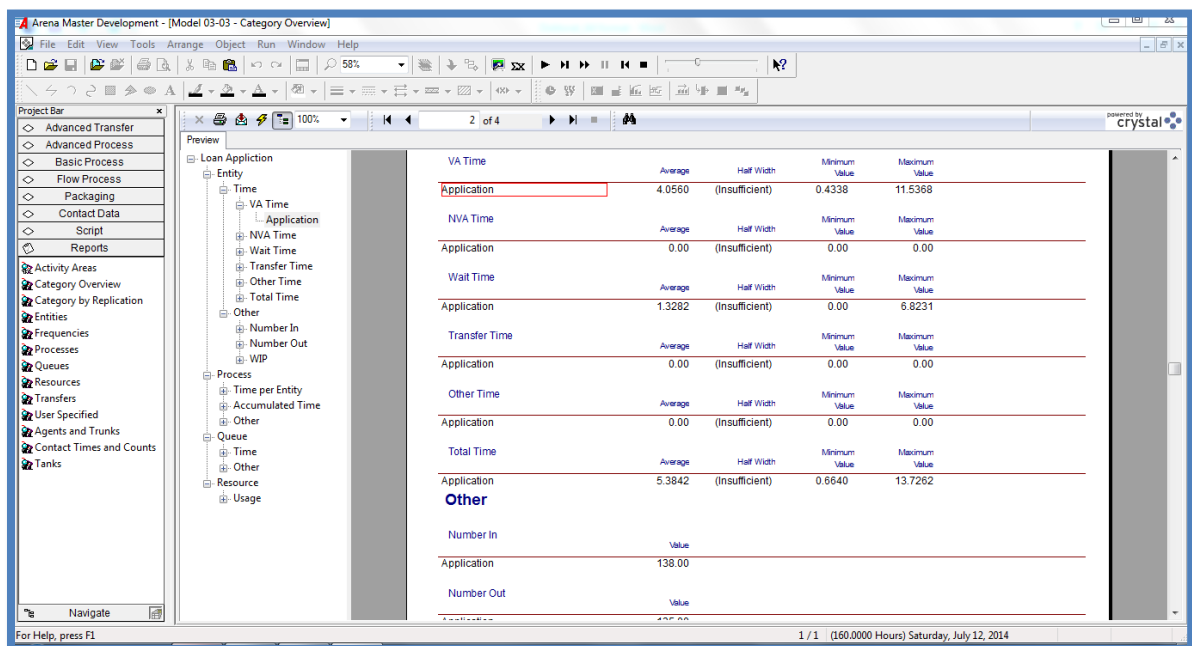 Arena Master Development - [Model 03-03 - Category Overview]
File Edit View Tools Arrange Object Run Window Help
58%
Project Bar
Advanced Transfer
Advanced Process
Basic Process
Flow Process
Packaging
Contact Data
Script
Reports
Activity Areas
Category Overview
Category by Replication
Entities
Frequencies
Processes
Queues
Resources
Transfers
User Specified
Agents and Trunks
Contact Times and Counts
Tanks
Navigate
100%
2 of 4
powered by
crystal
Preview
Loan Appliction
Entity
Time
VA Time
Application
NVA Time
Wait Time
Transfer Time
Other Time
Total Time
Other
Number In
Number Out
WIP
Process
Time per Entity
Accumulated Time
Other
Queue
Time
Other
Resource
Usage
VA Time
Average Half Width Minimum Value Maximum Value
Application 4.0560 (Insufficient) 0.4338 11.5368
NVA Time
Average Half Width Minimum Value Maximum Value
Application 0.00 (Insufficient) 0.00 0.00
Wait Time
Average Half Width Minimum Value Maximum Value
Application 1.3282 (Insufficient) 0.00 6.8231
Transfer Time
Average Half Width Minimum Value Maximum Value
Application 0.00 (Insufficient) 0.00 0.00
Other Time
Average Half Width Minimum Value Maximum Value
Application 0.00 (Insufficient) 0.00 0.00
Total Time
Average Half Width Minimum Value Maximum Value
Application 5.3842 (Insufficient) 0.6640 13.7262
Other
Number In
Value
Application 138.00
Number Out
Value
For Help, press F1
1 / 1 (160.0000 Hours) Saturday, July 12, 2014